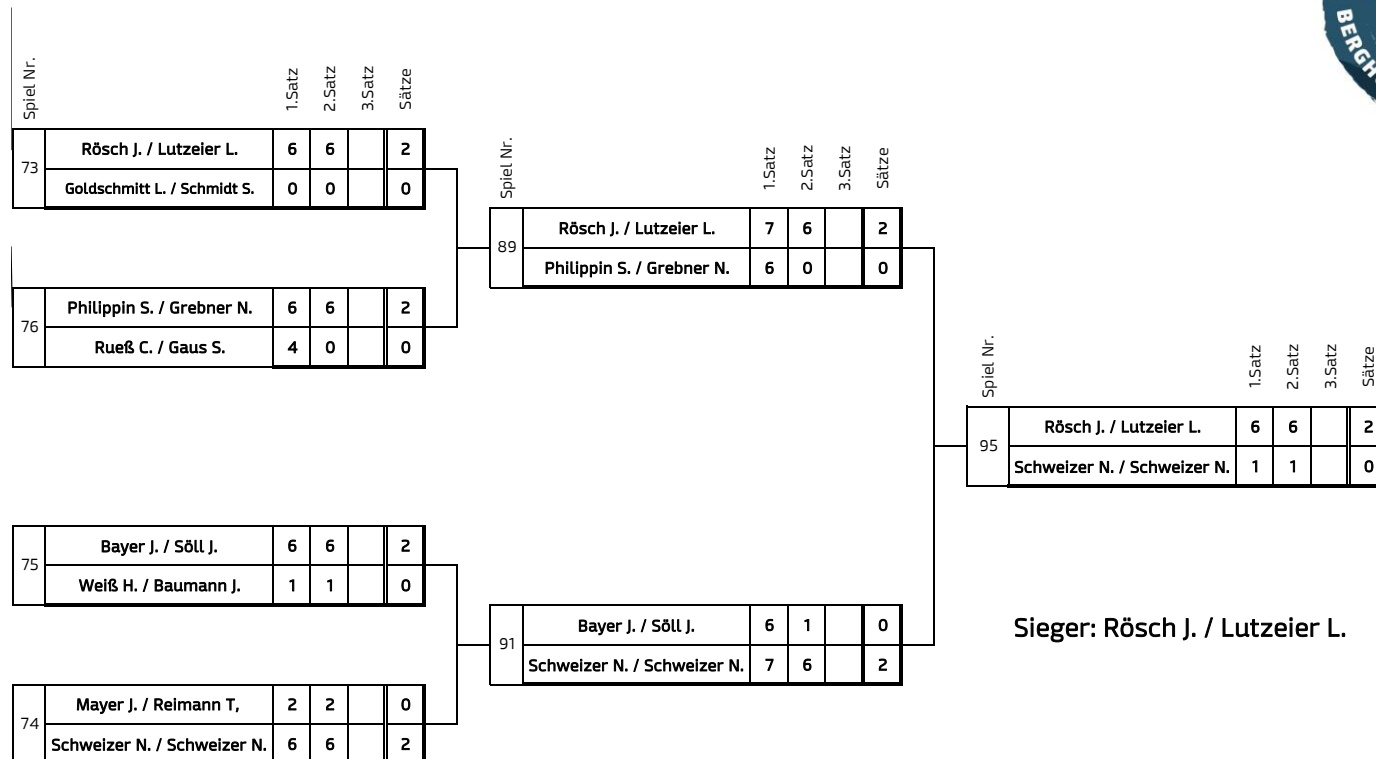 BERGH
Spiel Nr. 1.Satz 2.Satz 3.Satz Sätze
73 Rösch J. / Lutzeier L. 6 6 2
Goldschmitt L. / Schmidt S. 0 0 0
76 Philippin S. / Grebner N. 6 6 2
Rueß C. / Gaus S. 4 0 0
75 Bayer J. / Söll J. 6 6 2
Weiß H. / Baumann J. 1 1 0
74 Mayer J. / Reimann T, 2 2 0
Schweizer N. / Schweizer N. 6 6 2
Spiel Nr. 1.Satz 2.Satz 3.Satz Sätze
89 Rösch J. / Lutzeier L. 7 6 2
Philippin S. / Grebner N. 6 0 0
91 Bayer J. / Söll J. 6 1 0
Schweizer N. / Schweizer N. 7 6 2
Spiel Nr. 1.Satz 2.Satz 3.Satz Sätze
95 Rösch J. / Lutzeier L. 6 6 2
Schweizer N. / Schweizer N. 1 1 0
Sieger: Rösch J. / Lutzeier L.